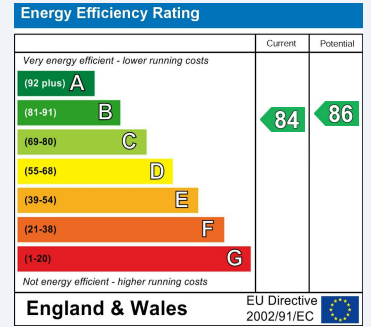 Energy Efficiency Rating
Current Potential
Very energy efficient - lower running costs
(92 plus) A
(81-91) B
84 86
(69-80) C
(55-68) D
(39-54) E
(21-38) F
(1-20) G
Not energy efficient - higher running costs
England & Wales
EU Directive
2002/91/EC